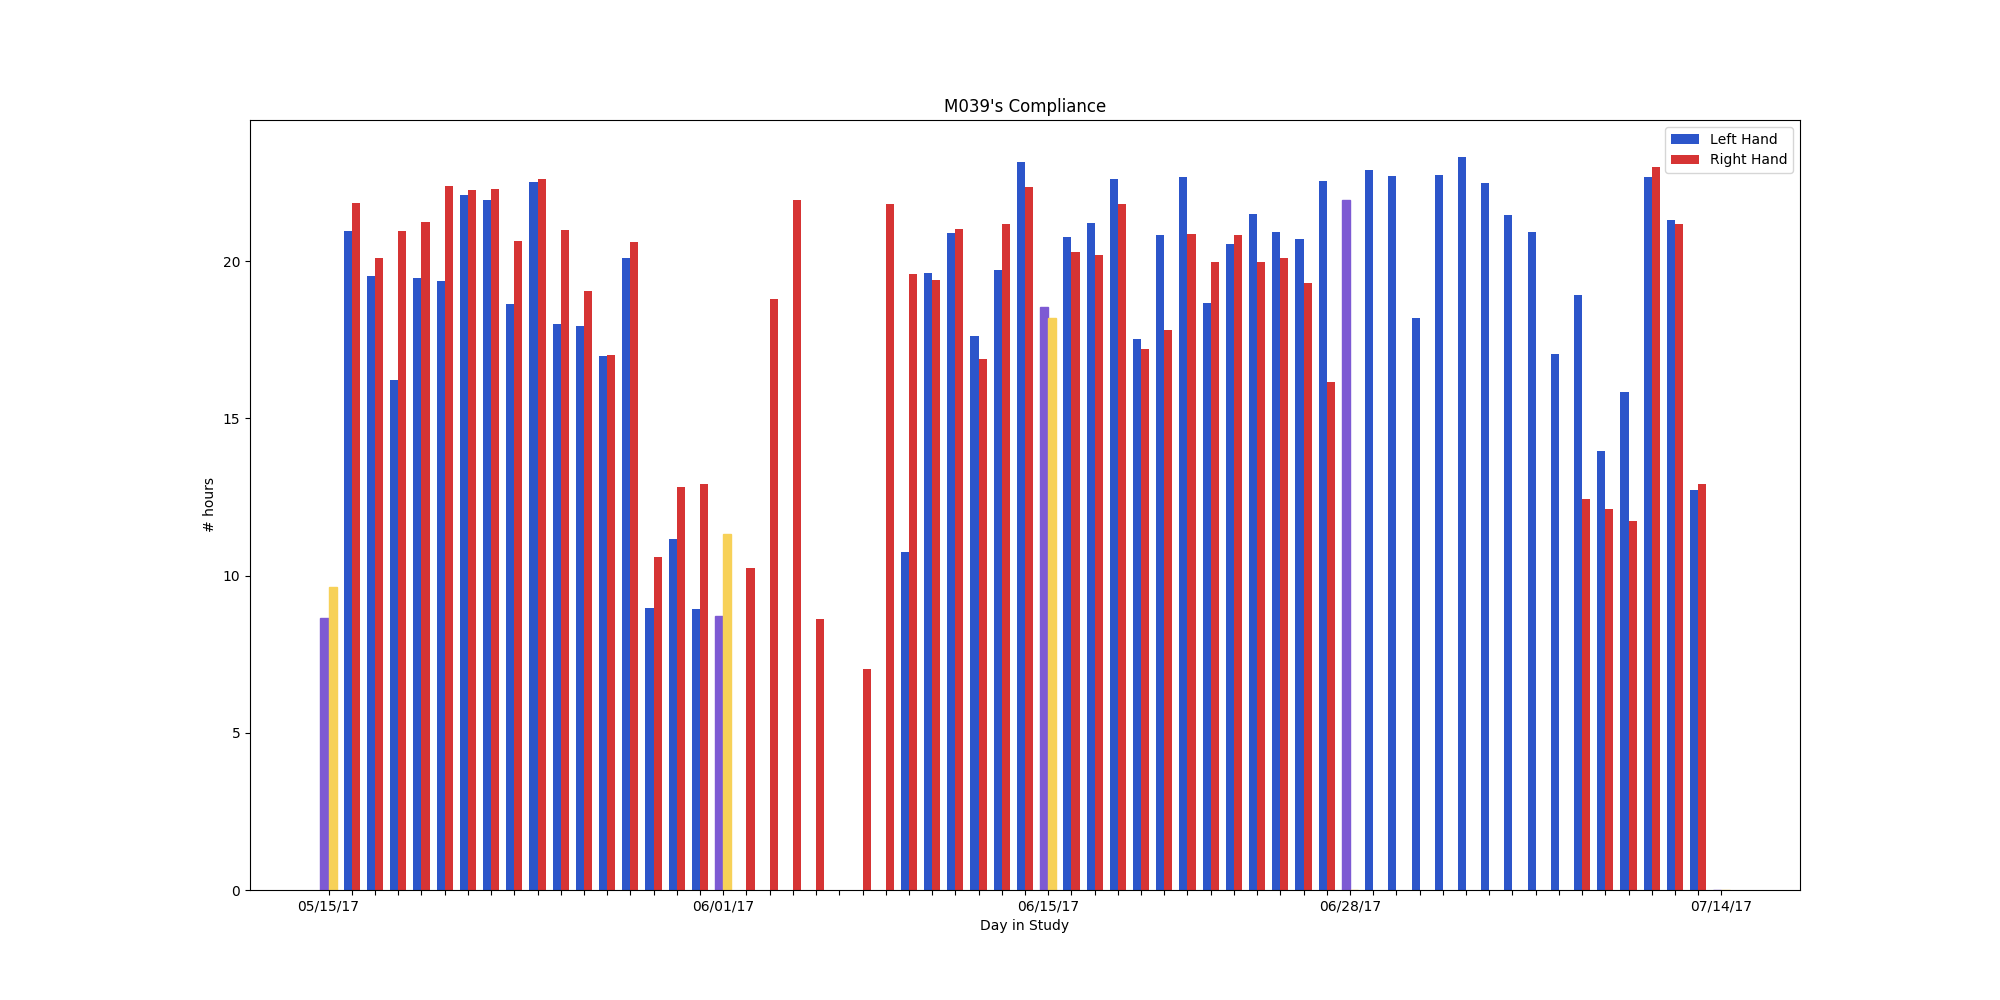 M039's Compliance
Left Hand
Right Hand
20
15
10
5
0
# hours
05/15/17 06/01/17 06/15/17 06/28/17 07/14/17
Day in Study